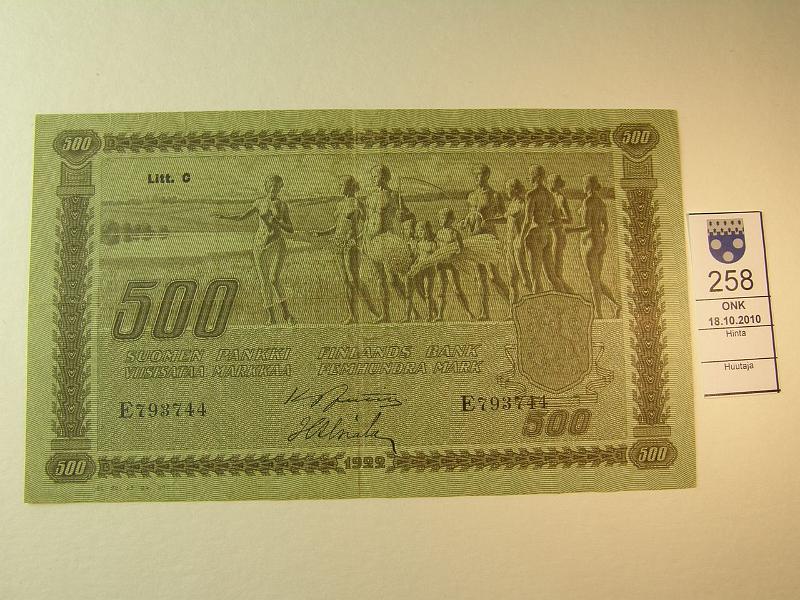 500
500
Litt. C
500
SUOMEN PANKKI FINLANDS BANK
VIISISATAA MARKKAA FEMHUNDRA MARK
E793744
E793744
500
500
1922
500
258
ONK
18.10.2010
Hinta
Huutaja